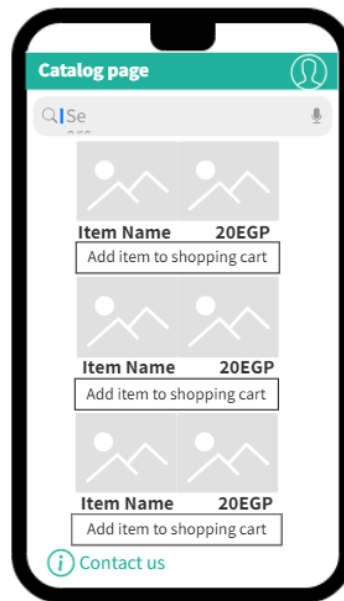 Catalog page
Se
Item Name 20EGP
Add item to shopping cart
Item Name 20EGP
Add item to shopping cart
Item Name 20EGP
Add item to shopping cart
i Contact us